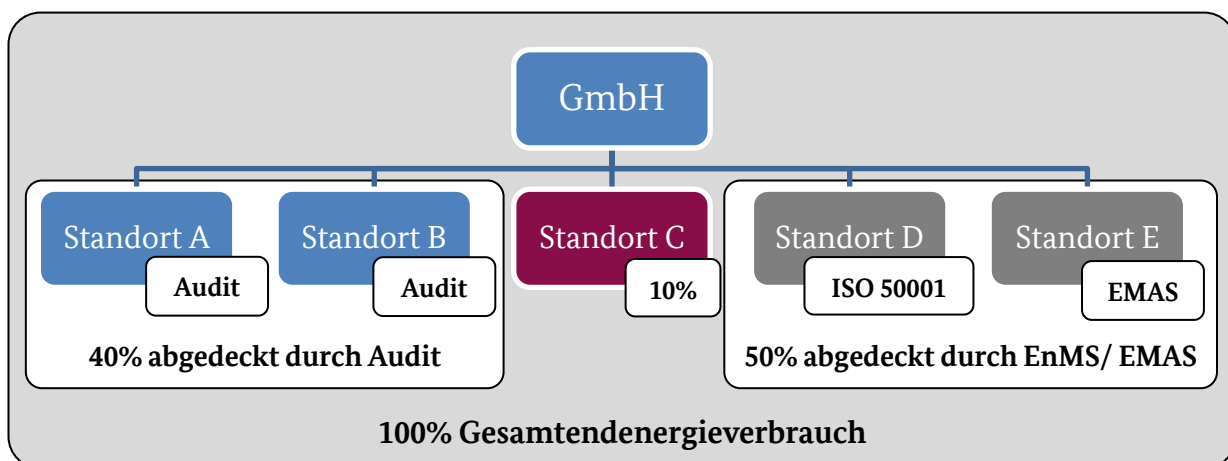 GmbH
Standort A
Audit
Standort B
Audit
Standort C
10%
Standort D
ISO 50001
Standort E
EMAS
40% abgedeckt durch Audit
50% abgedeckt durch EnMS/ EMAS
100% Gesamtendenergieverbrauch